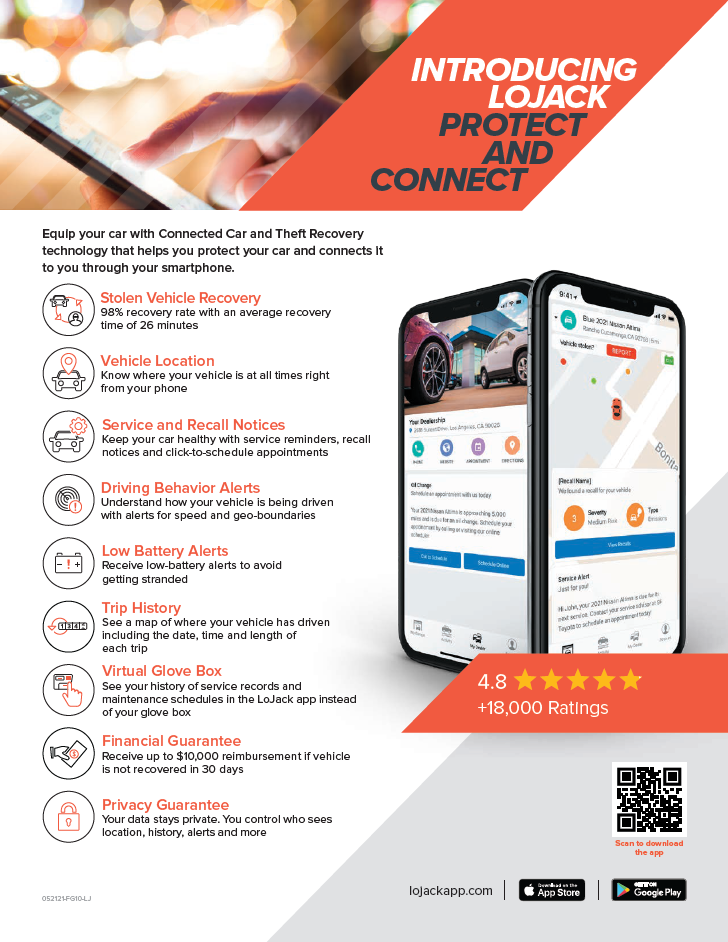 INTRODUCING
LOJACK
PROTECT
AND
CONNECT
Equip your car with Connected Car and Theft Recovery
technology that helps you protect your car and connects it
to you through your smartphone.
Stolen Vehicle Recovery
98% recovery rate with an average recovery
time of 26 minutes
Vehicle Location
Know where your vehicle is at all times right
from your phone
Service and Recall Notices
Keep your car healthy with service reminders, recall
notices and click-to-schedule appointments
Driving Behavior Alerts
Understand how your vehicle is being driven
with alerts for speed and geo-boundaries
Low Battery Alerts
Receive low-battery alerts to avoid
getting stranded
Trip History
See a map of where your vehicle has driven
including the date, time and length of
each trip
Virtual Glove Box
See your history of service records and
maintenance schedules in the LoJack app instead
of your glove box
Financial Guarantee
Receive up to $10,000 reimbursement if vehicle
is not recovered in 30 days
Privacy Guarantee
Your data stays private. You control who sees
location, history, alerts and more
052121-FG10-LJ
Your Dealership
Los Angeles, CA 90029
PHONE
WEBSITE
APPOINTMENT
DIRECTIONS
Oil Change
Schedule an appointment with us today
Your 2021 Nissan Altima is approaching 5,000
miles and is due for an oil change. Schedule your
appointment by calling or visiting our online
scheduler
Call to Schedule
Schedule Online
My Dealer
9:41
Blue 2021 Nissan Altima
Rancho Cucamonga, CA
Vehicle stolen?
REPORT
Bonita
[Recall Name]
We found a recall for your vehicle
3
Severity
Medium Risk
Type
Emissions
View Recalls
Service Alert
Just for you!
Hi John, your 2021 Nissan Altima is due for its
next service. Contact your service advisor at
Toyota to schedule an appointment today!
My Dealer
4.8
+18,000 Ratings
Scan to download
the app
lojackapp.com
Download on the
App Store
GET IT ON
Google Play